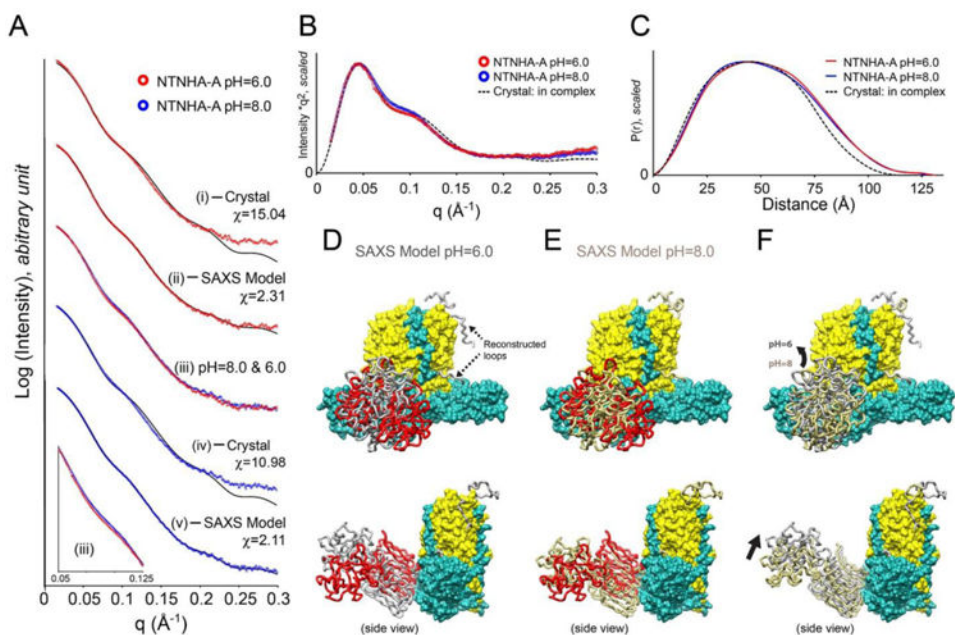 A
NTNHA-A pH=6.0
NTNHA-A pH=8.0
Log (Intensity), abitrary unit
(i) — Crystal
χ=15.04
(ii) — SAXS Model
χ=2.31
(iii) pH=8.0 & 6.0
(iv) — Crystal
χ=10.98
(v) — SAXS Model
χ=2.11
(iii)
0.05 0.125
0 0.05 0.1 0.15 0.2 0.25 0.3
q (Å⁻¹)
B
NTNHA-A pH=6.0
NTNHA-A pH=8.0
Crystal: in complex
Intensity *q2, scaled
0
0 0.05 0.1 0.15 0.2 0.25 0.3
q (Å⁻¹)
C
NTNHA-A pH=6.0
NTNHA-A pH=8.0
Crystal: in complex
P(r), scaled
0
0 25 50 75 100 125
Distance (Å)
D
SAXS Model pH=6.0
Reconstructed
loops
(side view)
E
SAXS Model pH=8.0
(side view)
F
pH=6
pH=8
(side view)